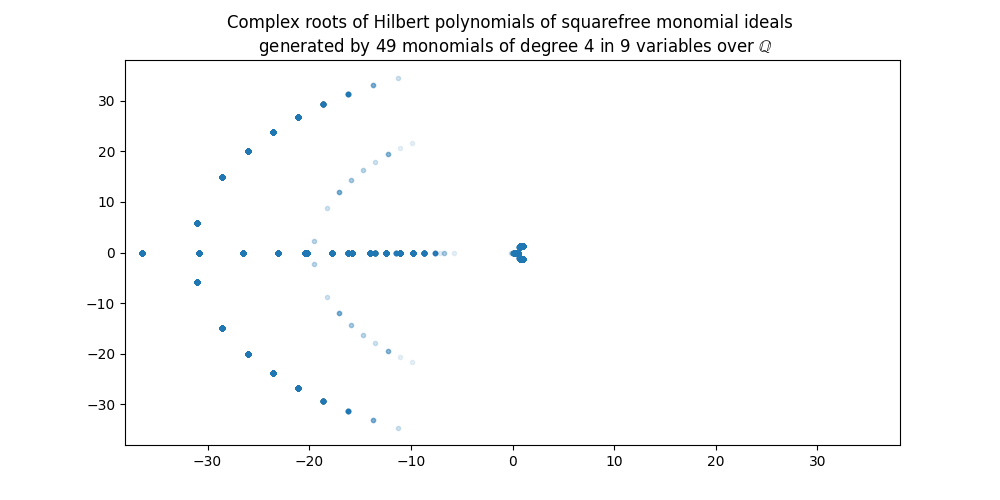 Complex roots of Hilbert polynomials of squarefree monomial ideals
generated by 49 monomials of degree 4 in 9 variables over ℚ
30
20
10
0
−10
−20
−30
−30 −20 −10 0 10 20 30